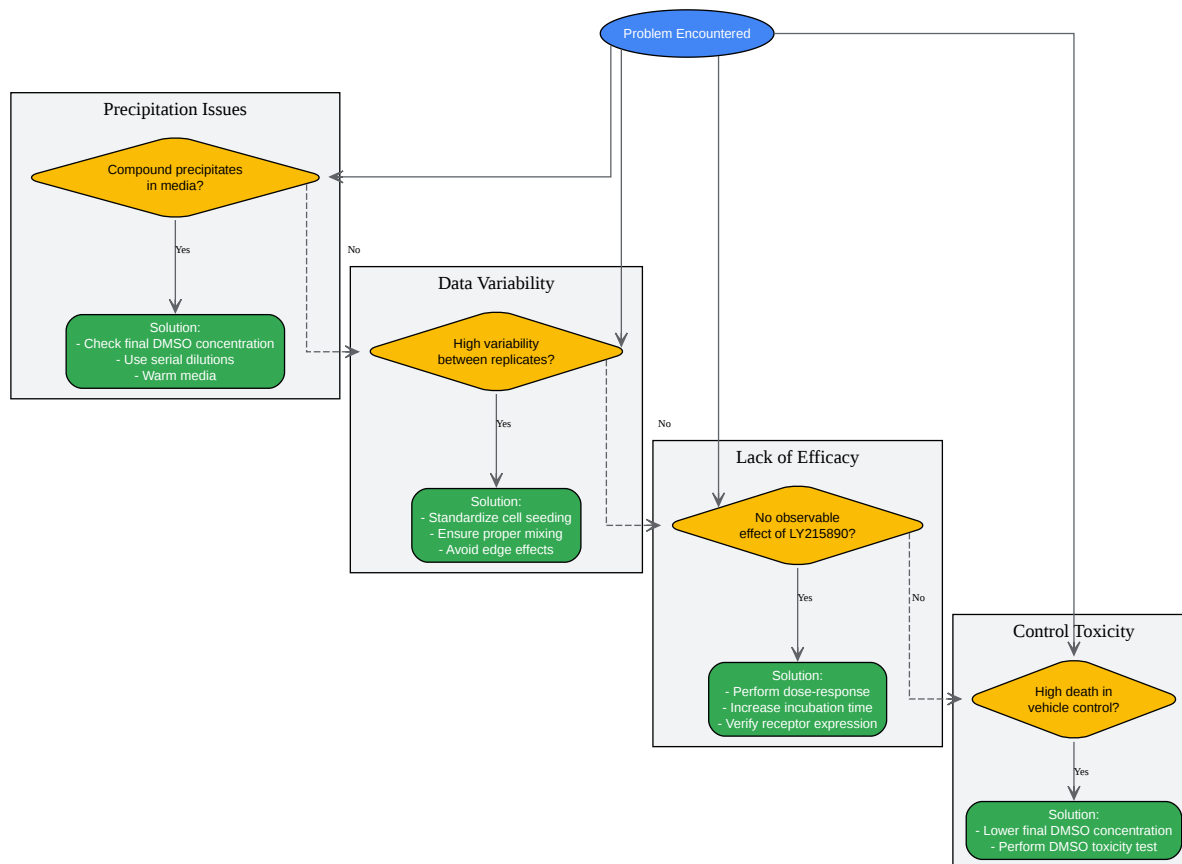 Problem Encountered
Precipitation Issues
Compound precipitates
in media?
Yes
No
Solution:
- Check final DMSO concentration
- Use serial dilutions
- Warm media
Data Variability
High variability
between replicates?
Yes
No
Solution:
- Standardize cell seeding
- Ensure proper mixing
- Avoid edge effects
Lack of Efficacy
No observable
effect of LY215890?
Yes
No
Solution:
- Perform dose-response
- Increase incubation time
- Verify receptor expression
Control Toxicity
High death in
vehicle control?
Yes
Solution:
- Lower final DMSO concentration
- Perform DMSO toxicity test